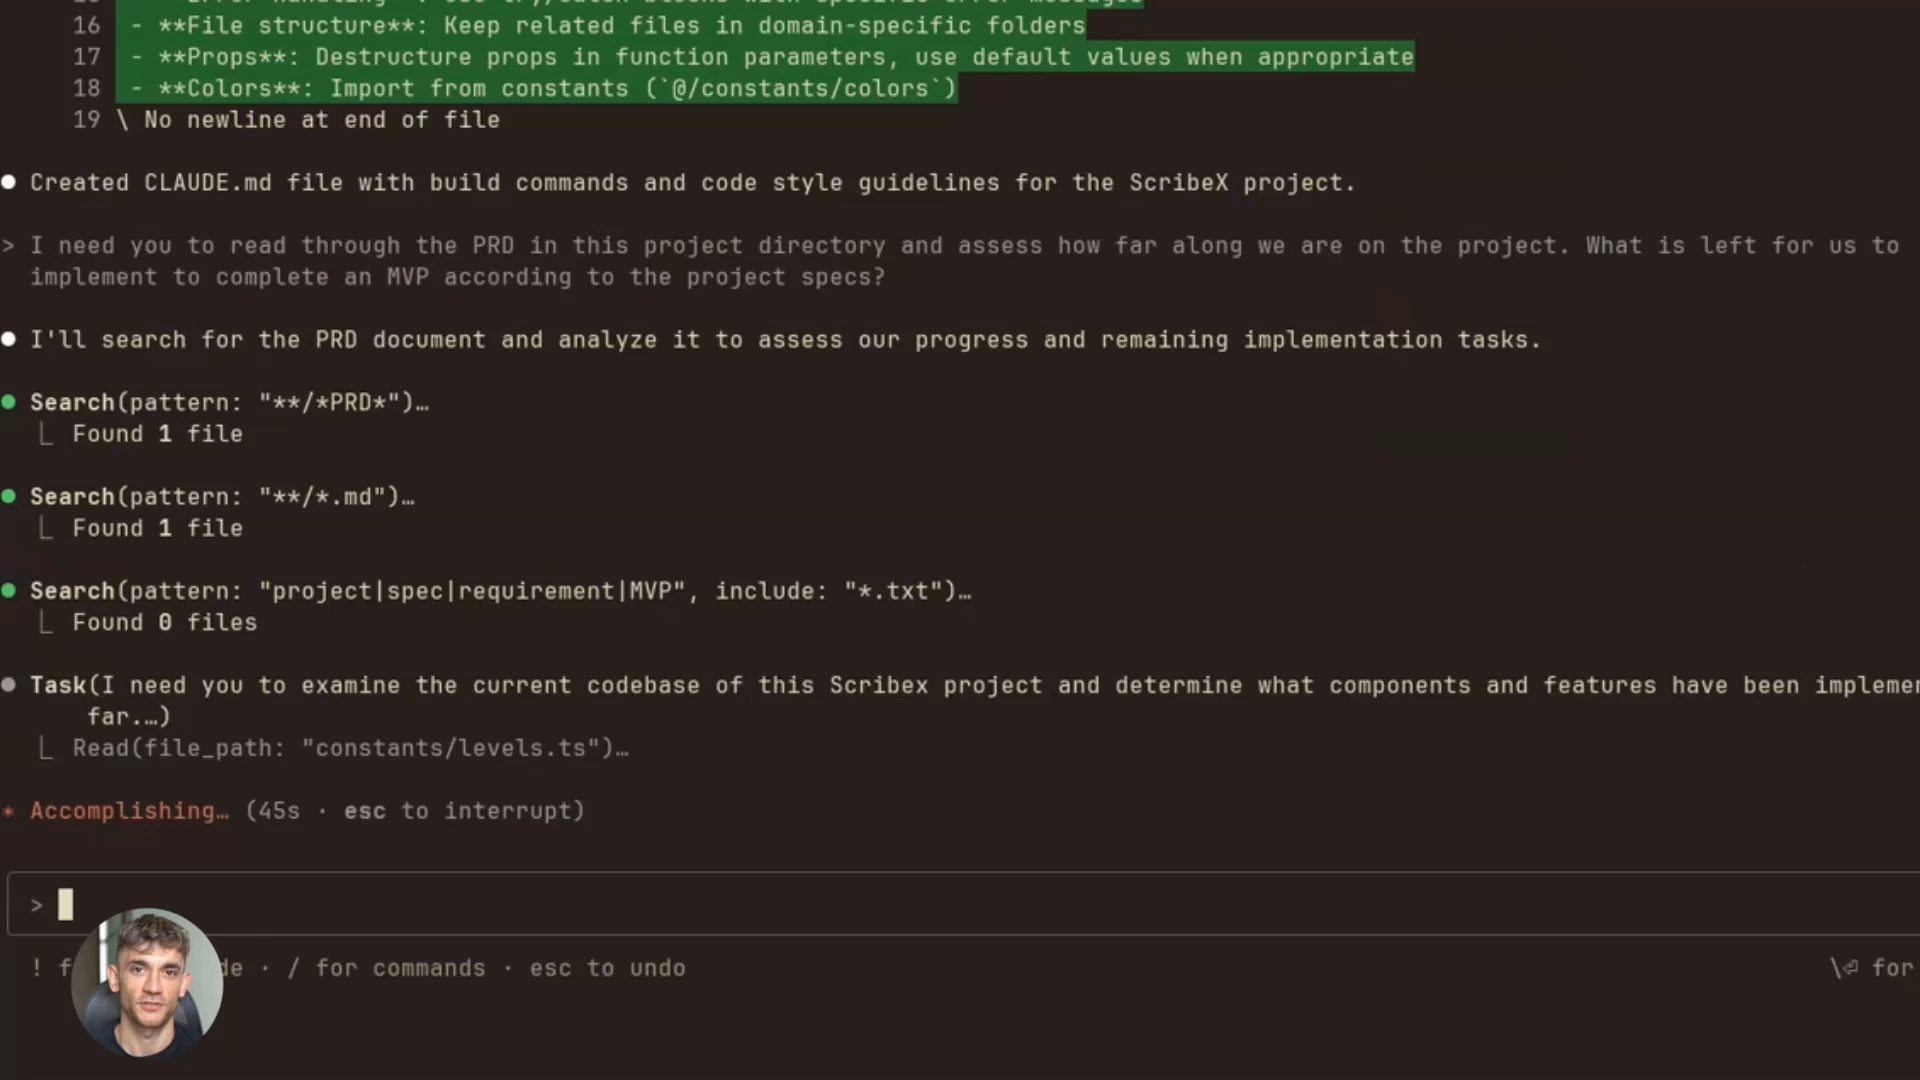 16 - **File structure**: Keep related files in domain-specific folders
17 - **Props**: Destructure props in function parameters, use default values when appropriate
18 - **Colors**: Import from constants (`@/constants/colors`)
19 \ No newline at end of file
● Created CLAUDE.md file with build commands and code style guidelines for the ScribeX project.
> I need you to read through the PRD in this project directory and assess how far along we are on the project. What is left for us to
implement to complete an MVP according to the project specs?
● I'll search for the PRD document and analyze it to assess our progress and remaining implementation tasks.
● Search(pattern: "**/*PRD*")…
⎿ Found 1 file
● Search(pattern: "**/*.md")…
⎿ Found 1 file
● Search(pattern: "project|spec|requirement|MVP", include: "*.txt")…
⎿ Found 0 files
● Task(I need you to examine the current codebase of this Scribex project and determine what components and features have been implemen
far.…)
⎿ Read(file_path: "constants/levels.ts")…
* Accomplishing… (45s · esc to interrupt)
>
! f de · / for commands · esc to undo \⏎ for